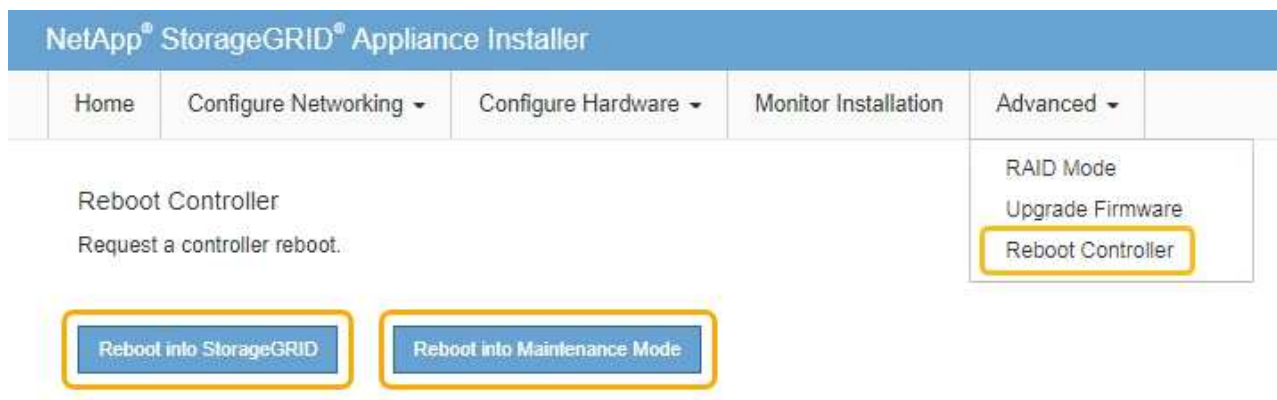 NetApp® StorageGRID® Appliance Installer
Home Configure Networking Configure Hardware Monitor Installation Advanced
RAID Mode
Upgrade Firmware
Reboot Controller
Reboot Controller
Request a controller reboot.
Reboot into StorageGRID Reboot into Maintenance Mode